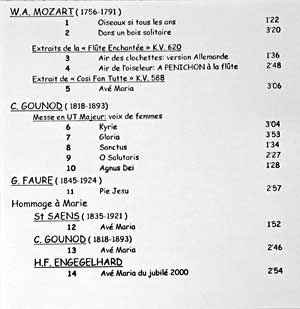 W.A. MOZART (1756-1791)
1 Oiseaux si tous les ans 1'22
2 Dans un bois solitaire 3'20
Extraits de la « Flûte Enchantée » K.V. 620
3 Air des clochettes: version Allemande 1'36
4 Air de l'oiseleur: A PENICHON à la flûte 2'48
Extrait de « Cosi Fan Tutte » K.V. 588
5 Avé Maria 3'06
C. GOUNOD (1818-1893)
Messe en UT Majeur: voix de femmes
6 Kyrie 3'04
7 Gloria 3'53
8 Sanctus 1'34
9 O Salutaris 2'27
10 Agnus Dei 1'28
G. FAURE (1845-1924)
11 Pie Jesu 2'57
Hommage à Marie
St SAENS (1835-1921)
12 Avé Maria 1'52
C. GOUNOD (1818-1893)
13 Avé Maria 2'46
H.F. ENGEGELHARD
14 Avé Maria du jubilé 2000 2'54